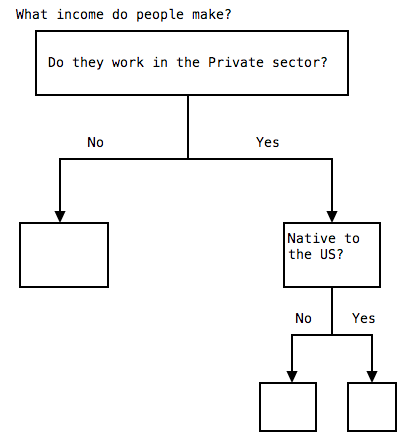 What income do people make?
Do they work in the Private sector?
No
Yes
Native to
the US?
No
Yes